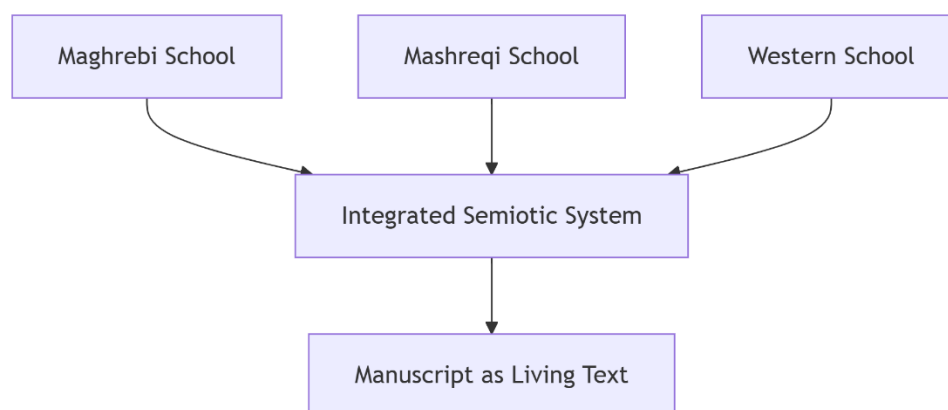 Maghrebi School
Mashreqi School
Western School
Integrated Semiotic System
Manuscript as Living Text